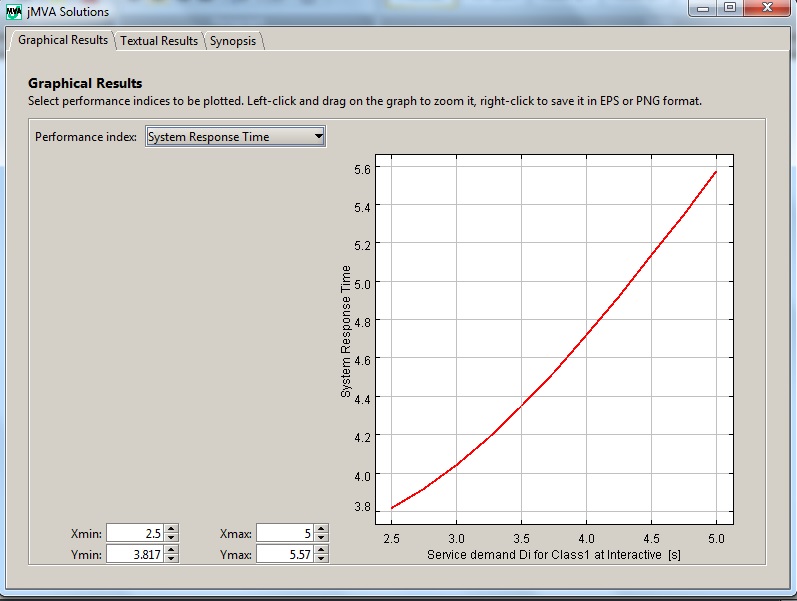 jMVA Solutions
Graphical Results
Textual Results
Synopsis
Graphical Results
Select performance indices to be plotted. Left-click and drag on the graph to zoom it, right-click to save it in EPS or PNG format.
Performance index: System Response Time
5.6
5.4
5.2
5.0
4.8
4.6
4.4
4.2
4.0
3.8
System Response Time
2.5 3.0 3.5 4.0 4.5 5.0
Service demand Di for Class1 at Interactive [s]
Xmin: 2.5 Xmax: 5
Ymin: 3.817 Ymax: 5.57